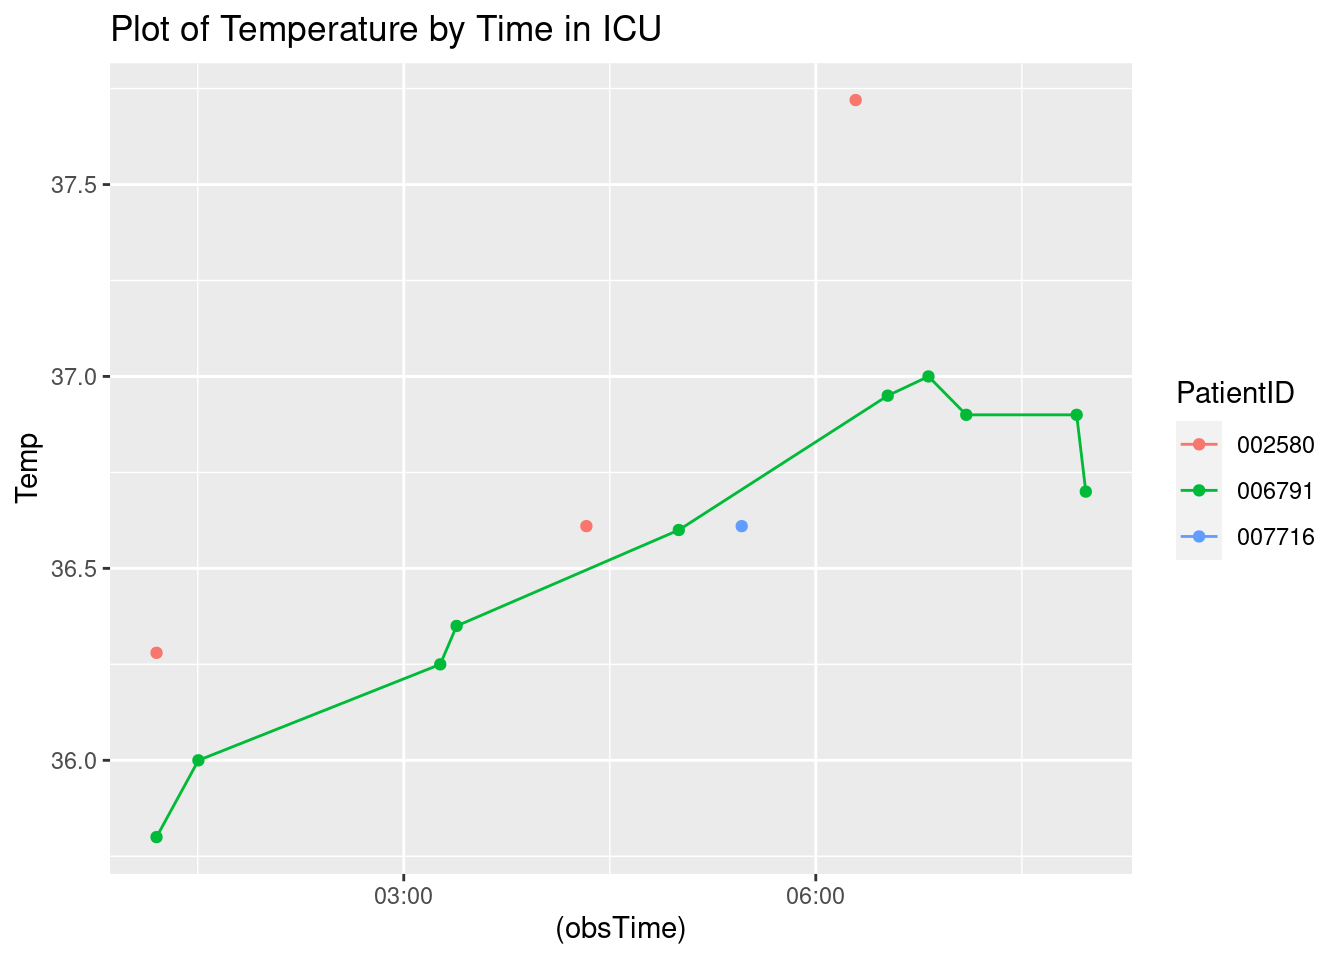 Plot of Temperature by Time in ICU
37.5
37.0
36.5
36.0
Temp
03:00
06:00
(obsTime)
PatientID
002580
006791
007716